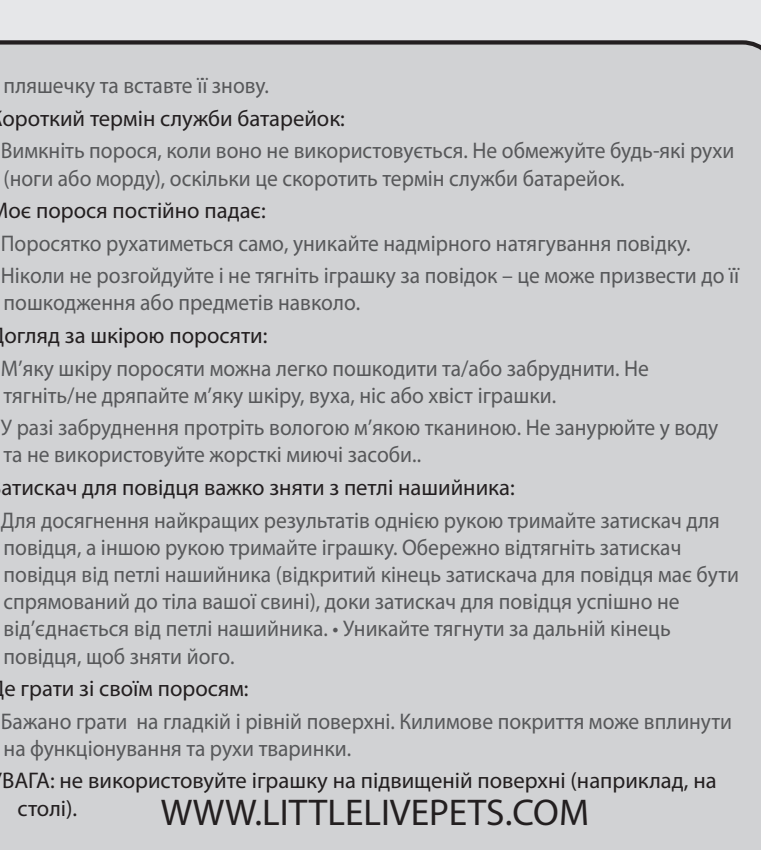 пляшечку та вставте її знову.
Короткий термін служби батарейок:
Вимкніть порося, коли воно не використовується. Не обмежуйте будь-які рухи
(ноги або морду), оскільки це скоротить термін служби батарейок.
Моє порося постійно падає:
Поросятко рухатиметься само, уникайте надмірного натягування повідку.
Ніколи не розгойдуйте і не тягніть іграшку за повідок – це може призвести до її
пошкодження або предметів навколо.
Догляд за шкірою поросяти:
М’яку шкіру поросяти можна легко пошкодити та/або забруднити. Не
тягніть/не дряпайте м’яку шкіру, вуха, ніс або хвіст іграшки.
У разі забруднення протріть вологою м’якою тканиною. Не занурюйте у воду
та не використовуйте жорсткі миючі засоби..
Затискач для повідця важко зняти з петлі нашийника:
Для досягнення найкращих результатів однією рукою тримайте затискач для
повідця, а іншою рукою тримайте іграшку. Обережно відтягніть затискач
повідця від петлі нашийника (відкритий кінець затискача для повідця має бути
спрямований до тіла вашої свині), доки затискач для повідця успішно не
від’єднається від петлі нашийника. • Уникайте тягнути за дальній кінець
повідця, щоб зняти його.
Де грати зі своїм поросям:
Бажано грати  на гладкій і рівній поверхні. Килимове покриття може вплинути
на функціонування та рухи тваринки.
УВАГА: не використовуйте іграшку на підвищеній поверхні (наприклад, на
столі).
WWW.LITTLELIVEPETS.COM